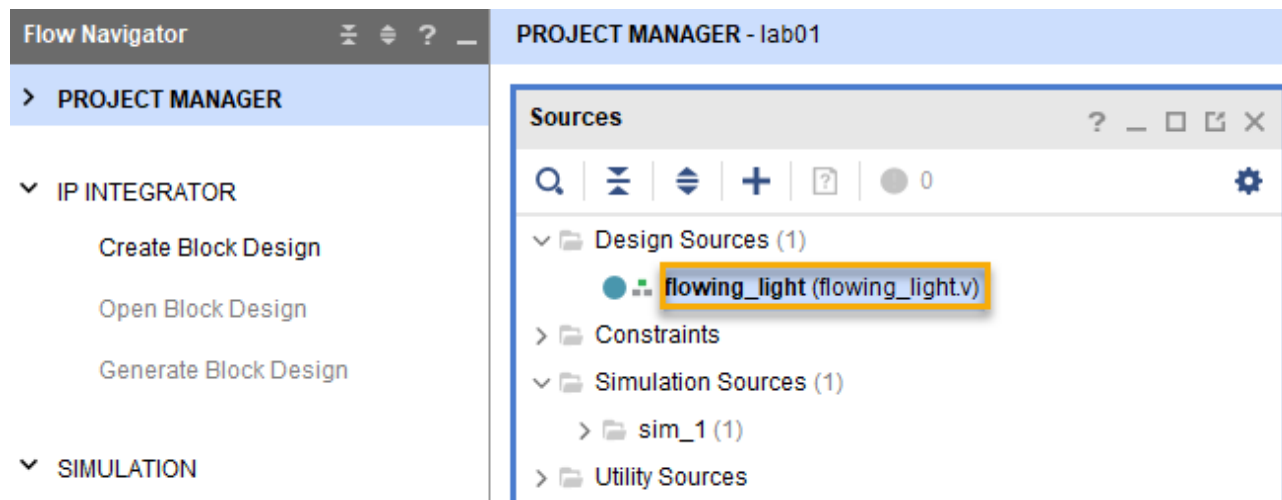 Flow Navigator
?
PROJECT MANAGER
IP INTEGRATOR
Create Block Design
Open Block Design
Generate Block Design
SIMULATION
PROJECT MANAGER - lab01
Sources
?
? 0
Design Sources (1)
flowing_light (flowing_light.v)
Constraints
Simulation Sources (1)
sim_1 (1)
Utility Sources